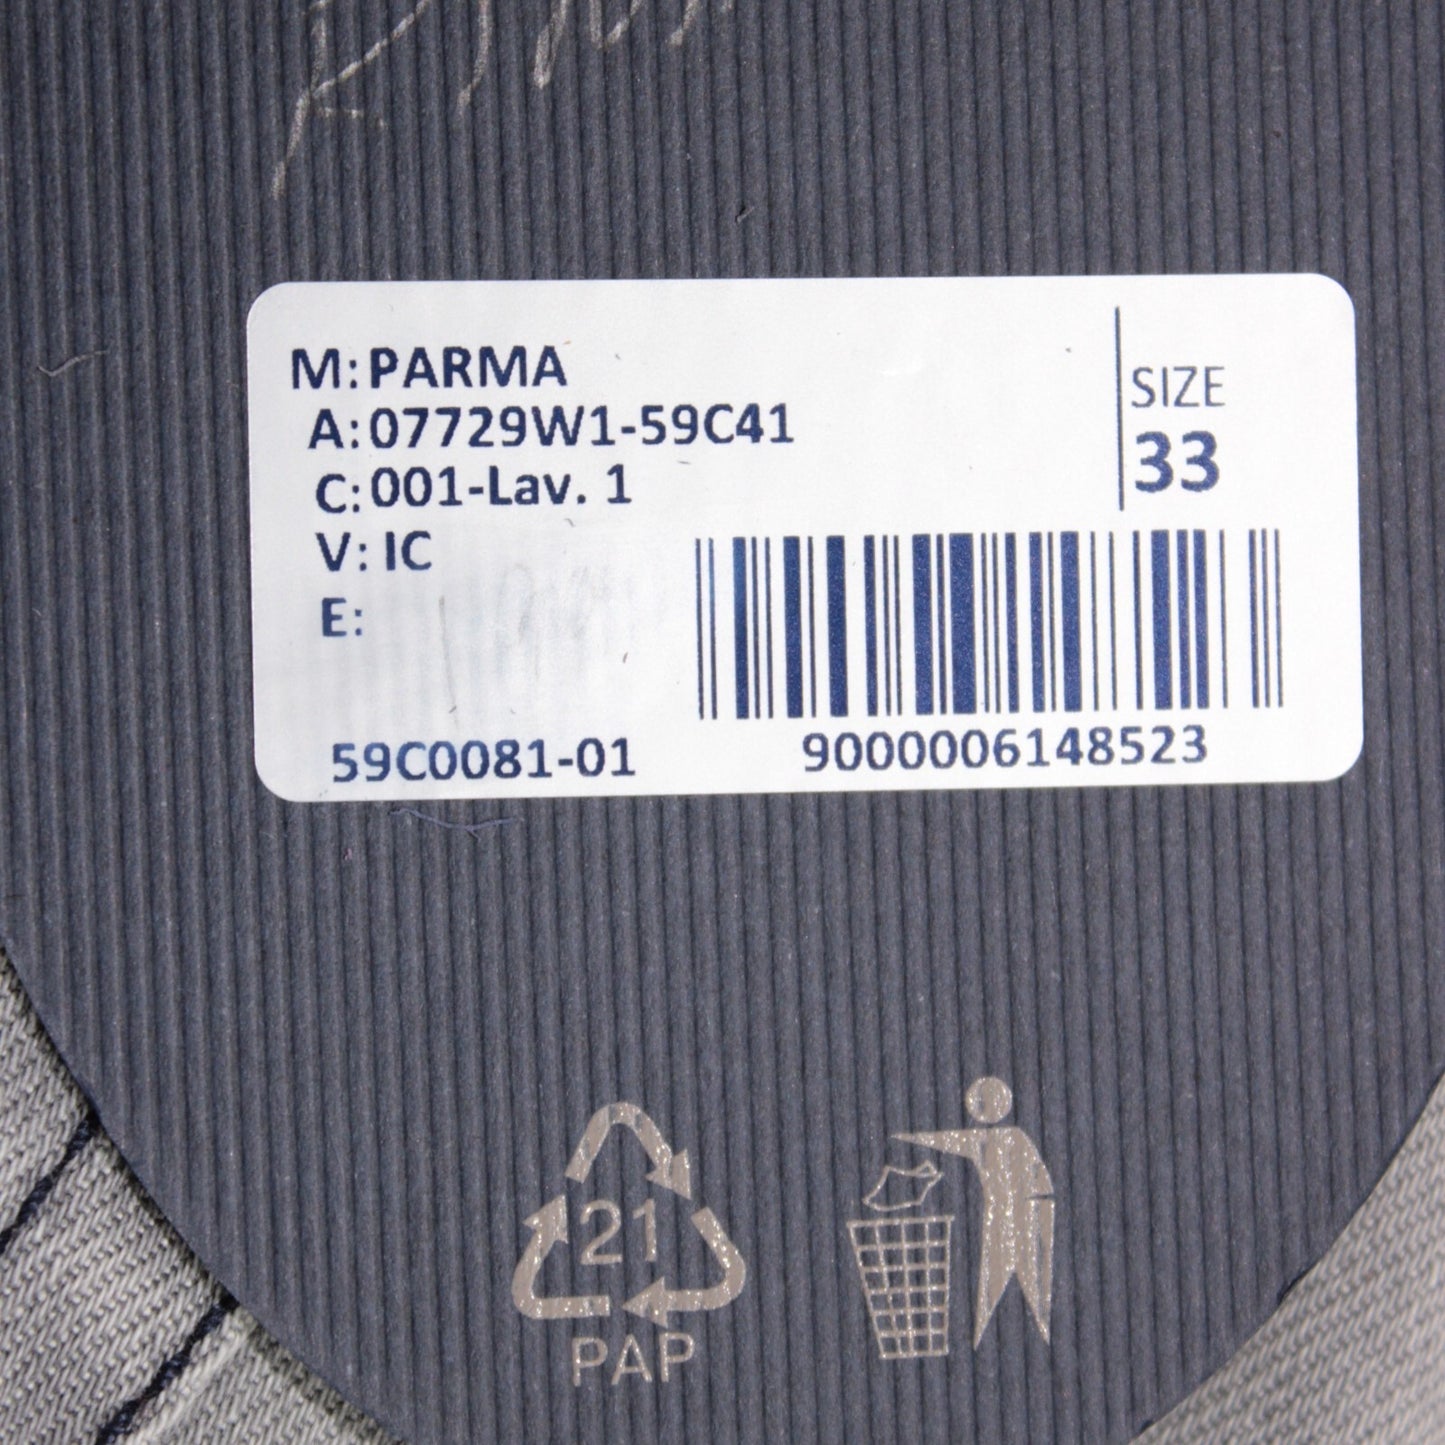 M: PARMA
A: 07729W1-59C41
C: 001-Lav. 1
V: IC
E:
SIZE
33
59C0081-01
9000006148523
21
PAP